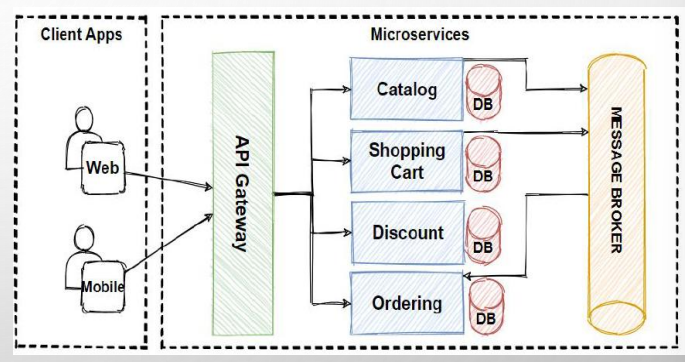 Client Apps
Microservices
Web
Mobile
API Gateway
Catalog
DB
Shopping
Cart
DB
Discount
DB
Ordering
DB
MESSAGE BROKER